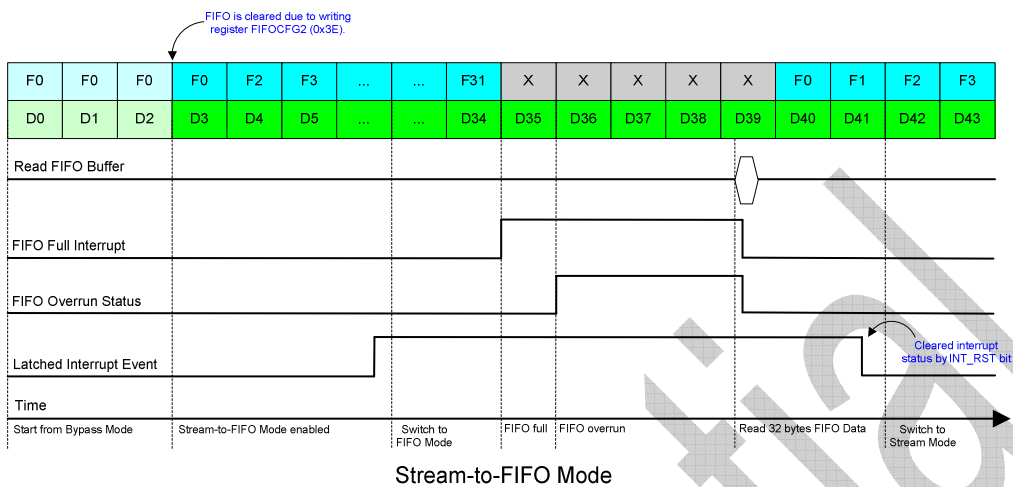 FIFO is cleared due to writing
register FIFOCFG2 (0x3E).
F0 F0 F0 F0 F2 F3 ... ... F31 X X X X X F0 F1 F2 F3
D0 D1 D2 D3 D4 D5 ... ... D34 D35 D36 D37 D38 D39 D40 D41 D42 D43
Read FIFO Buffer
FIFO Full Interrupt
FIFO Overrun Status
Latched Interrupt Event
Cleared interrupt
status by INT_RST bit
Time
Start from Bypass Mode
Stream-to-FIFO Mode enabled
Switch to
FIFO Mode
FIFO full
FIFO overrun
Read 32 bytes FIFO Data
Switch to
Stream Mode
Stream-to-FIFO Mode